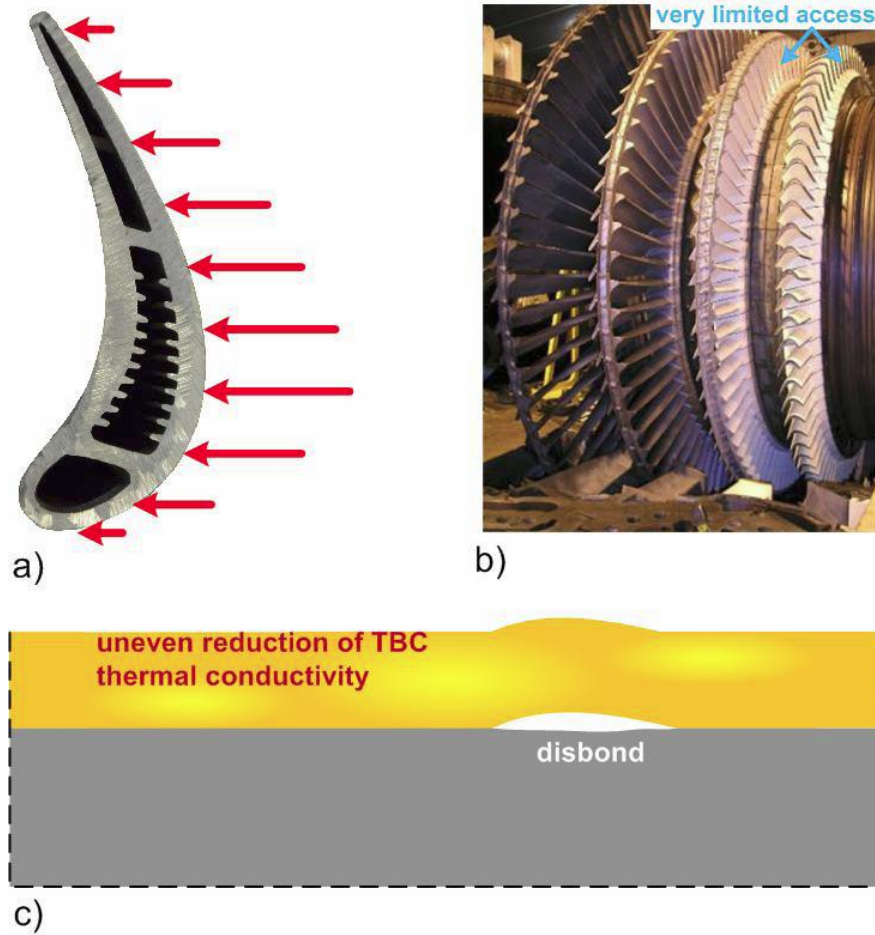 very limited access
a)
b)
uneven reduction of TBC
thermal conductivity
disbond
c)